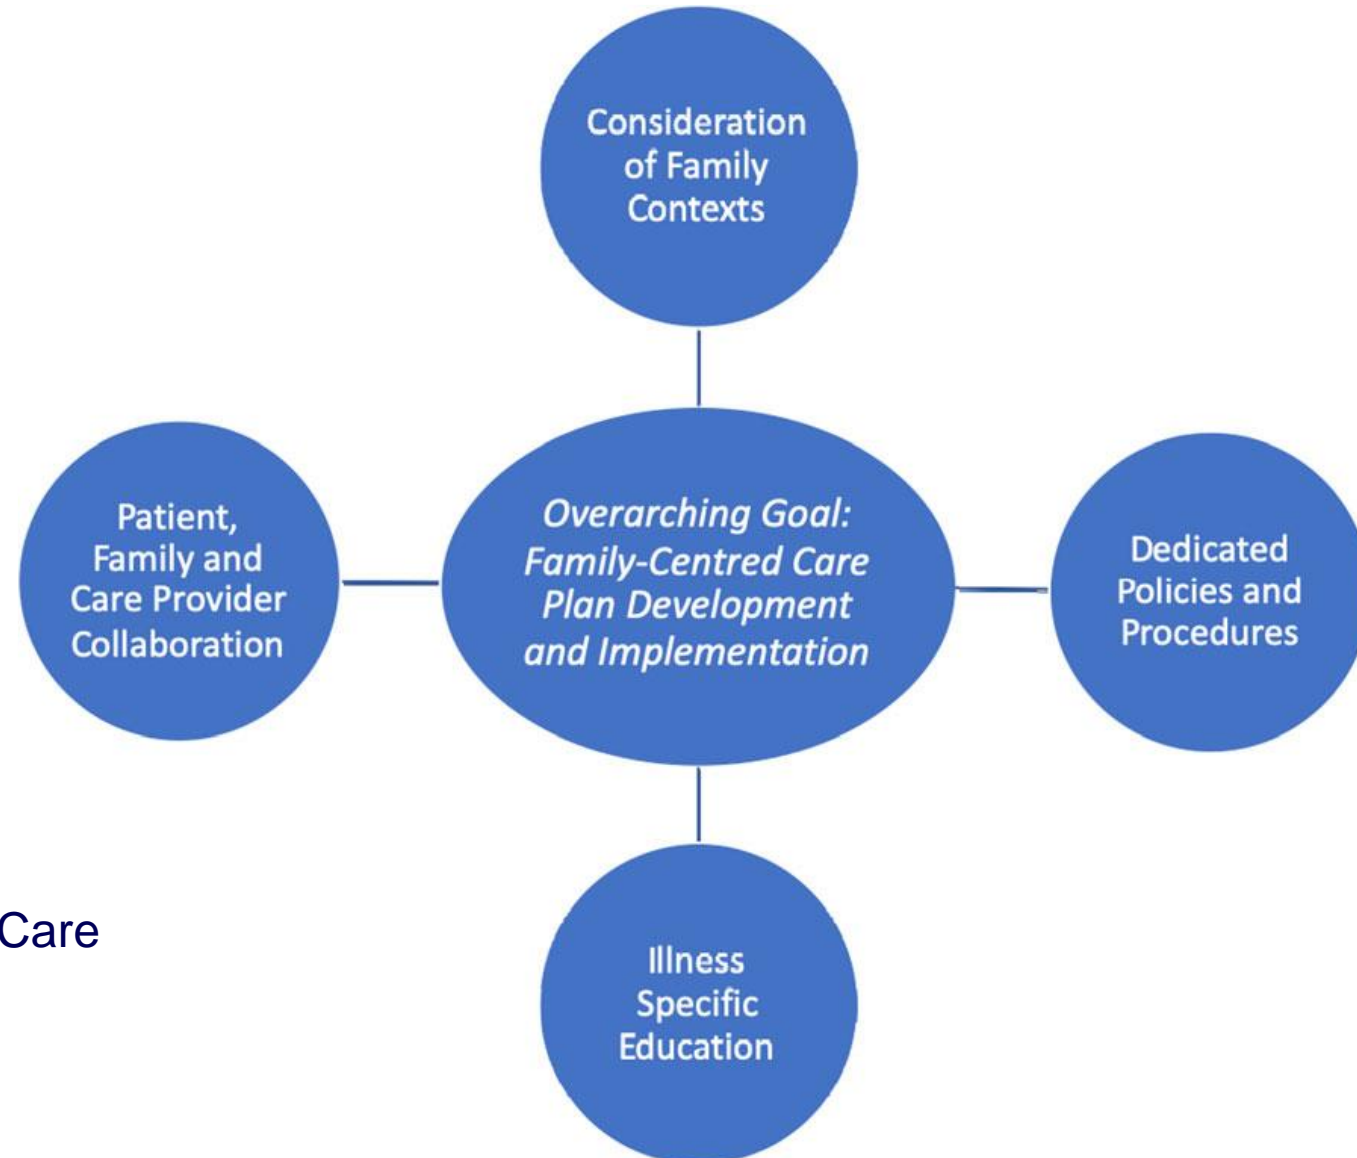 Consideration
of Family
Contexts
Patient,
Family and
Care Provider
Collaboration
Overarching Goal:
Family-Centred Care
Plan Development
and Implementation
Dedicated
Policies and
Procedures
Care
Illness
Specific
Education